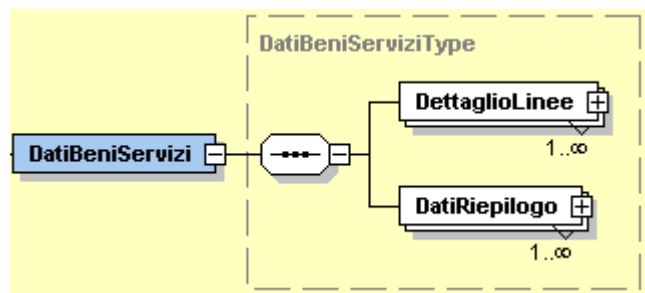 DatiBeniServiziType
DettaglioLinee
1..∞
DatiBeniServizi
DatiRiepilogo
1..∞